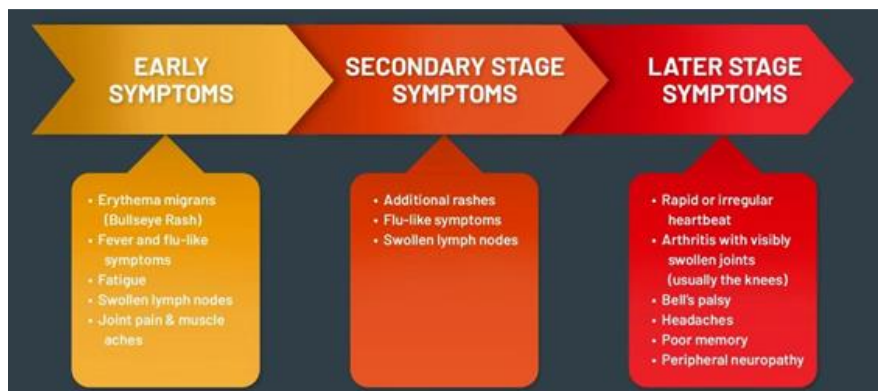 EARLY
SYMPTOMS
SECONDARY STAGE
SYMPTOMS
LATER STAGE
SYMPTOMS
• Erythema migrans
(Bullseye Rash)
• Fever and flu-like
symptoms
• Fatigue
• Swollen lymph nodes
• Joint pain & muscle
aches
• Additional rashes
• Flu-like symptoms
• Swollen lymph nodes
• Rapid or irregular
heartbeat
• Arthritis with visibly
swollen joints
(usually the knees)
• Bell's palsy
• Headaches
• Poor memory
• Peripheral neuropathy